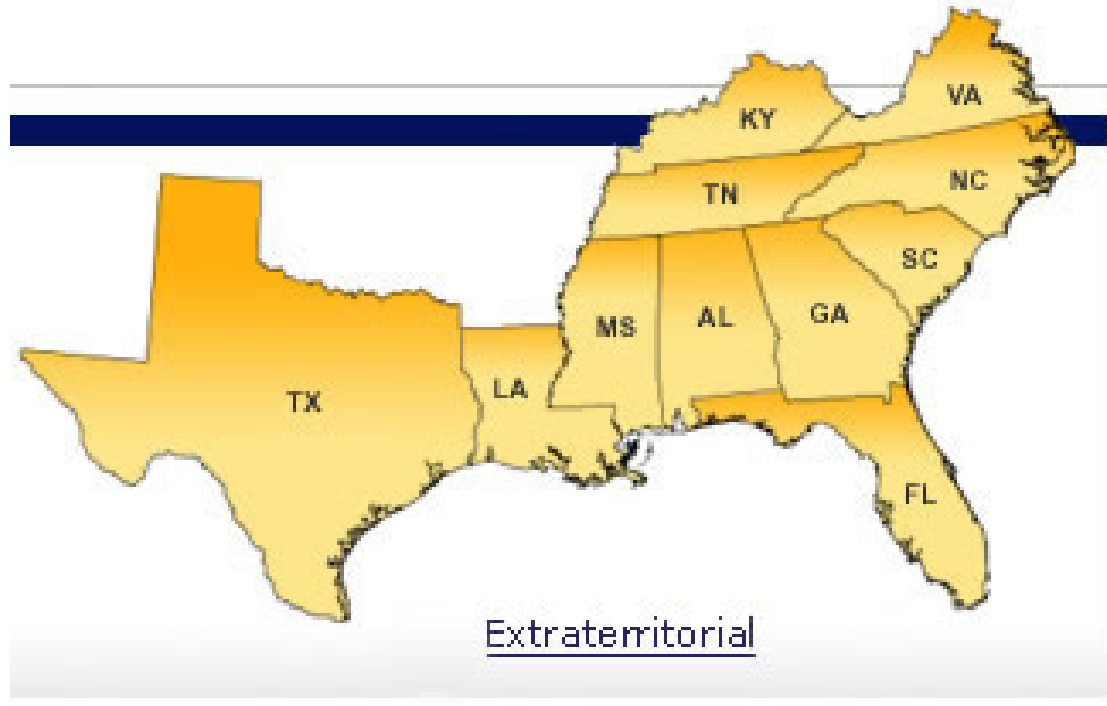 VA
KY
NC
TN
SC
GA
AL
MS
LA
TX
FL
Extraterritorial